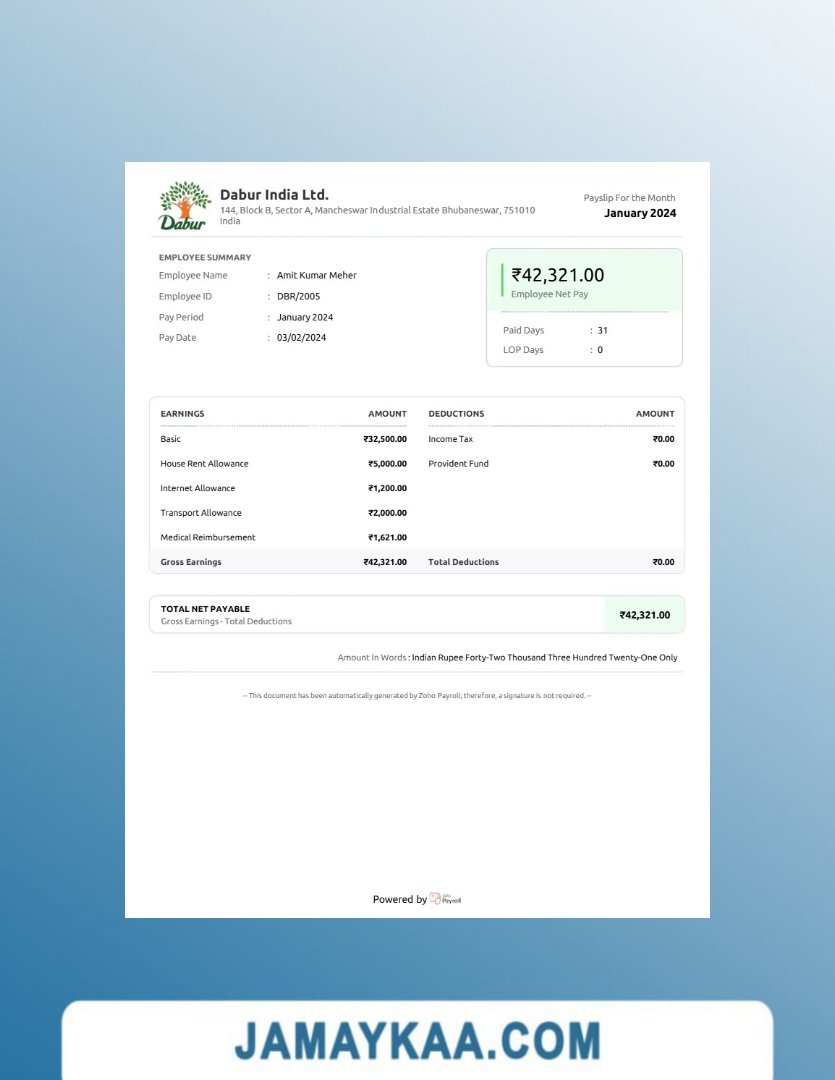 Dabur
Dabur India Ltd.
144, Block B, Sector A, Mancheswar Industrial Estate Bhubaneswar, 751010
India
Payslip For the Month
January 2024
EMPLOYEE SUMMARY
Employee Name : Amit Kumar Meher
Employee ID : DBR/2005
Pay Period : January 2024
Pay Date : 03/02/2024
₹42,321.00
Employee Net Pay
Paid Days : 31
LOP Days : 0
EARNINGS AMOUNT DEDUCTIONS AMOUNT
Basic ₹32,500.00 Income Tax ₹0.00
House Rent Allowance ₹5,000.00 Provident Fund ₹0.00
Internet Allowance ₹1,200.00
Transport Allowance ₹2,000.00
Medical Reimbursement ₹1,621.00
Gross Earnings ₹42,321.00 Total Deductions ₹0.00
TOTAL NET PAYABLE
Gross Earnings - Total Deductions
₹42,321.00
Amount In Words : Indian Rupee Forty-Two Thousand Three Hundred Twenty-One Only
-- This document has been automatically generated by Zoho Payroll; therefore, a signature is not required. --
Powered by Zoho Payroll
JAMAYKAA.COM